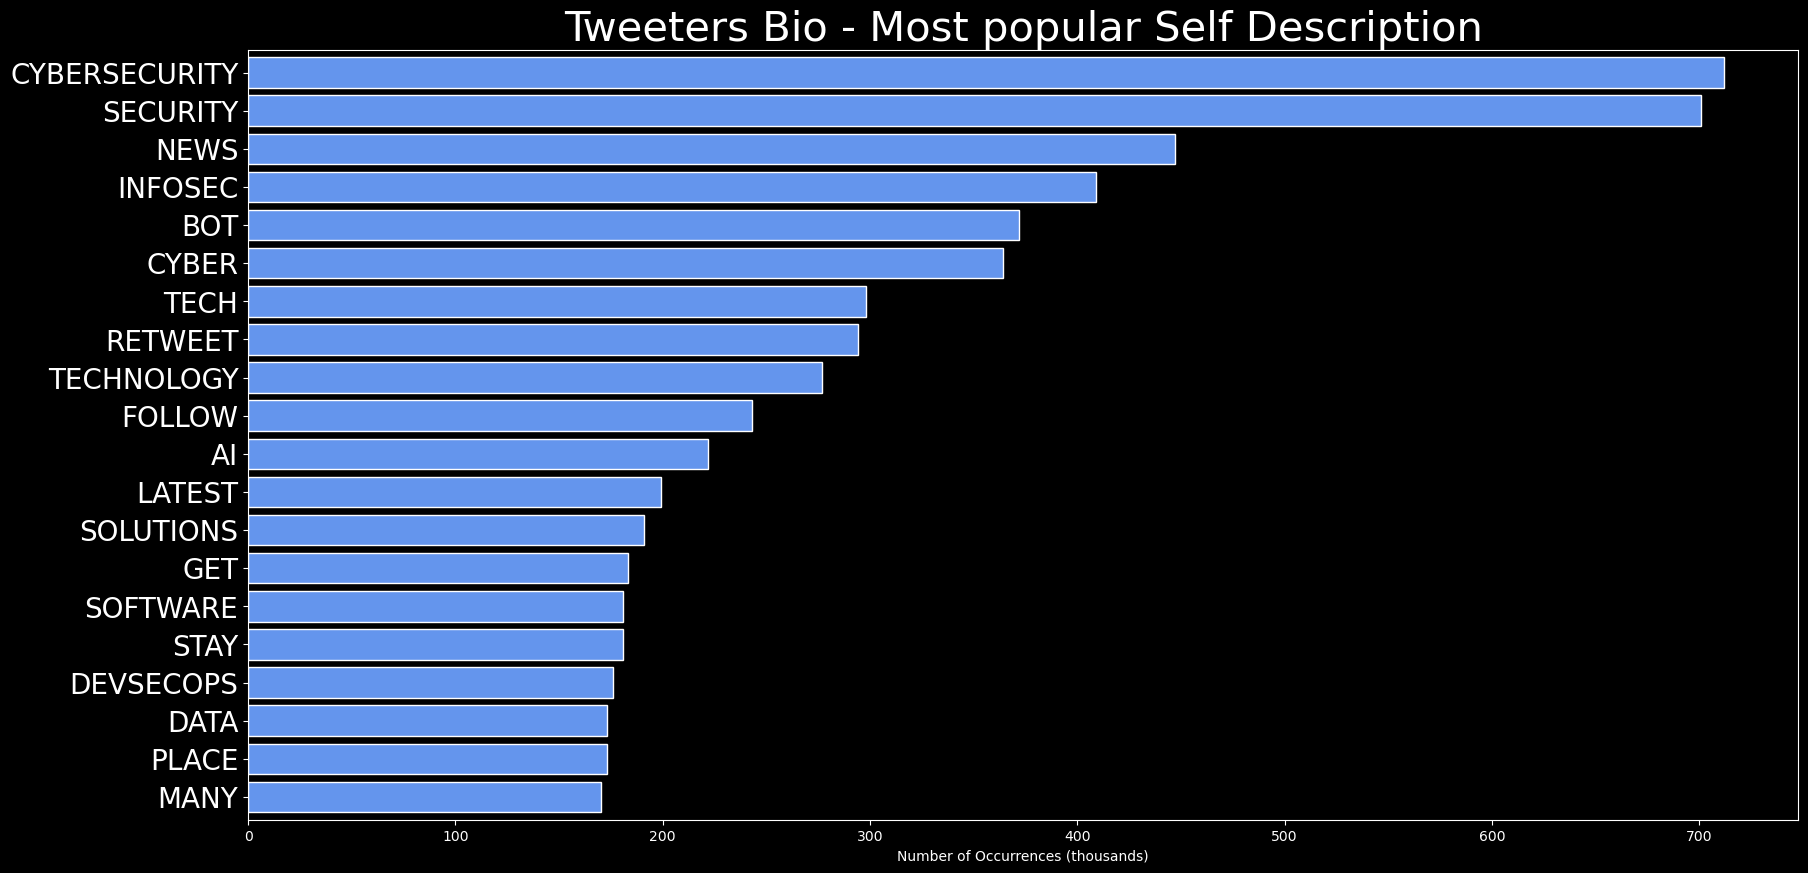 Tweeters Bio - Most popular Self Description
CYBERSECURITY
SECURITY
NEWS
INFOSEC
BOT
CYBER
TECH
RETWEET
TECHNOLOGY
FOLLOW
AI
LATEST
SOLUTIONS
GET
SOFTWARE
STAY
DEVSECOPS
DATA
PLACE
MANY
0 100 200 300 400 500 600 700
Number of Occurrences (thousands)